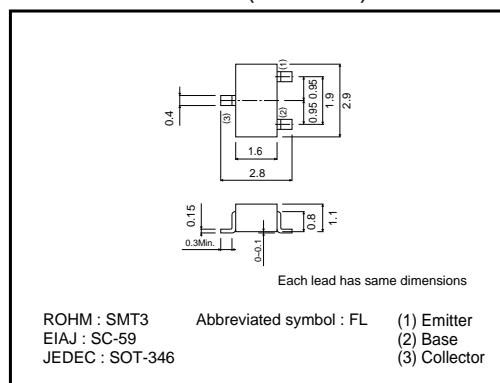 (1)
0.95 0.95
1.9
2.9
0.4
(3)
(2)
1.6
2.8
0.15
0.3Min.
0~0.1
0.8
1.1
Each lead has same dimensions
ROHM : SMT3 Abbreviated symbol : FL (1) Emitter
EIAJ : SC-59 (2) Base
JEDEC : SOT-346 (3) Collector